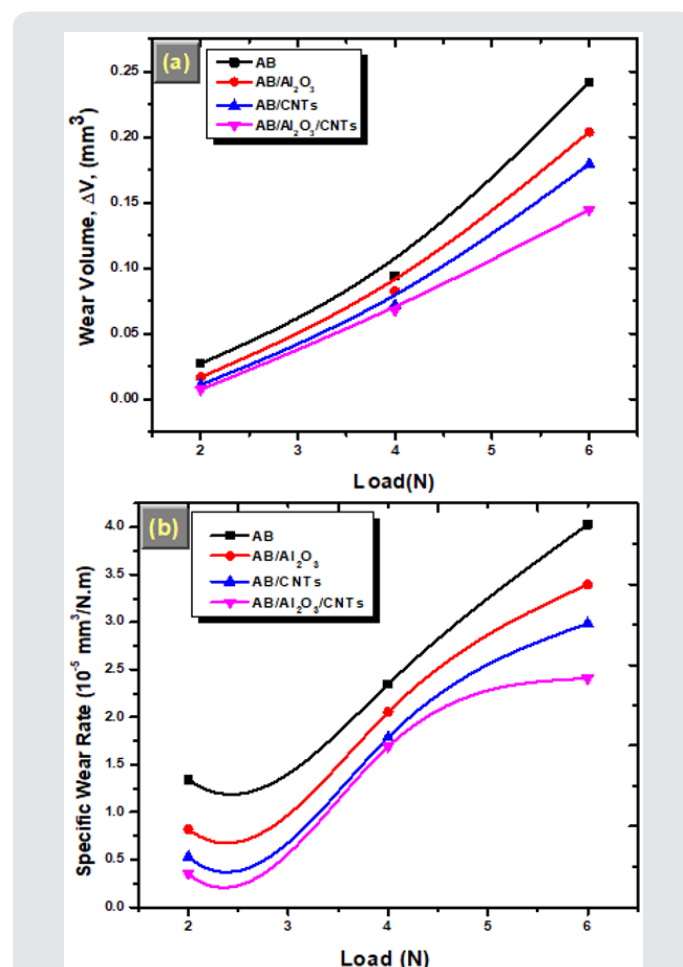 (a)
AB
AB/Al₂O₃
AB/CNTs
AB/Al₂O₃/CNTs
Wear Volume, ΔV, (mm³)
0.25
0.20
0.15
0.10
0.05
0.00
2 3 4 5 6
Load(N)
(b)
AB
AB/Al₂O₃
AB/CNTs
AB/Al₂O₃/CNTs
Specific Wear Rate (10⁻⁵ mm³/N.m)
4.0
3.5
3.0
2.5
2.0
1.5
1.0
0.5
0.0
2 3 4 5 6
Load (N)